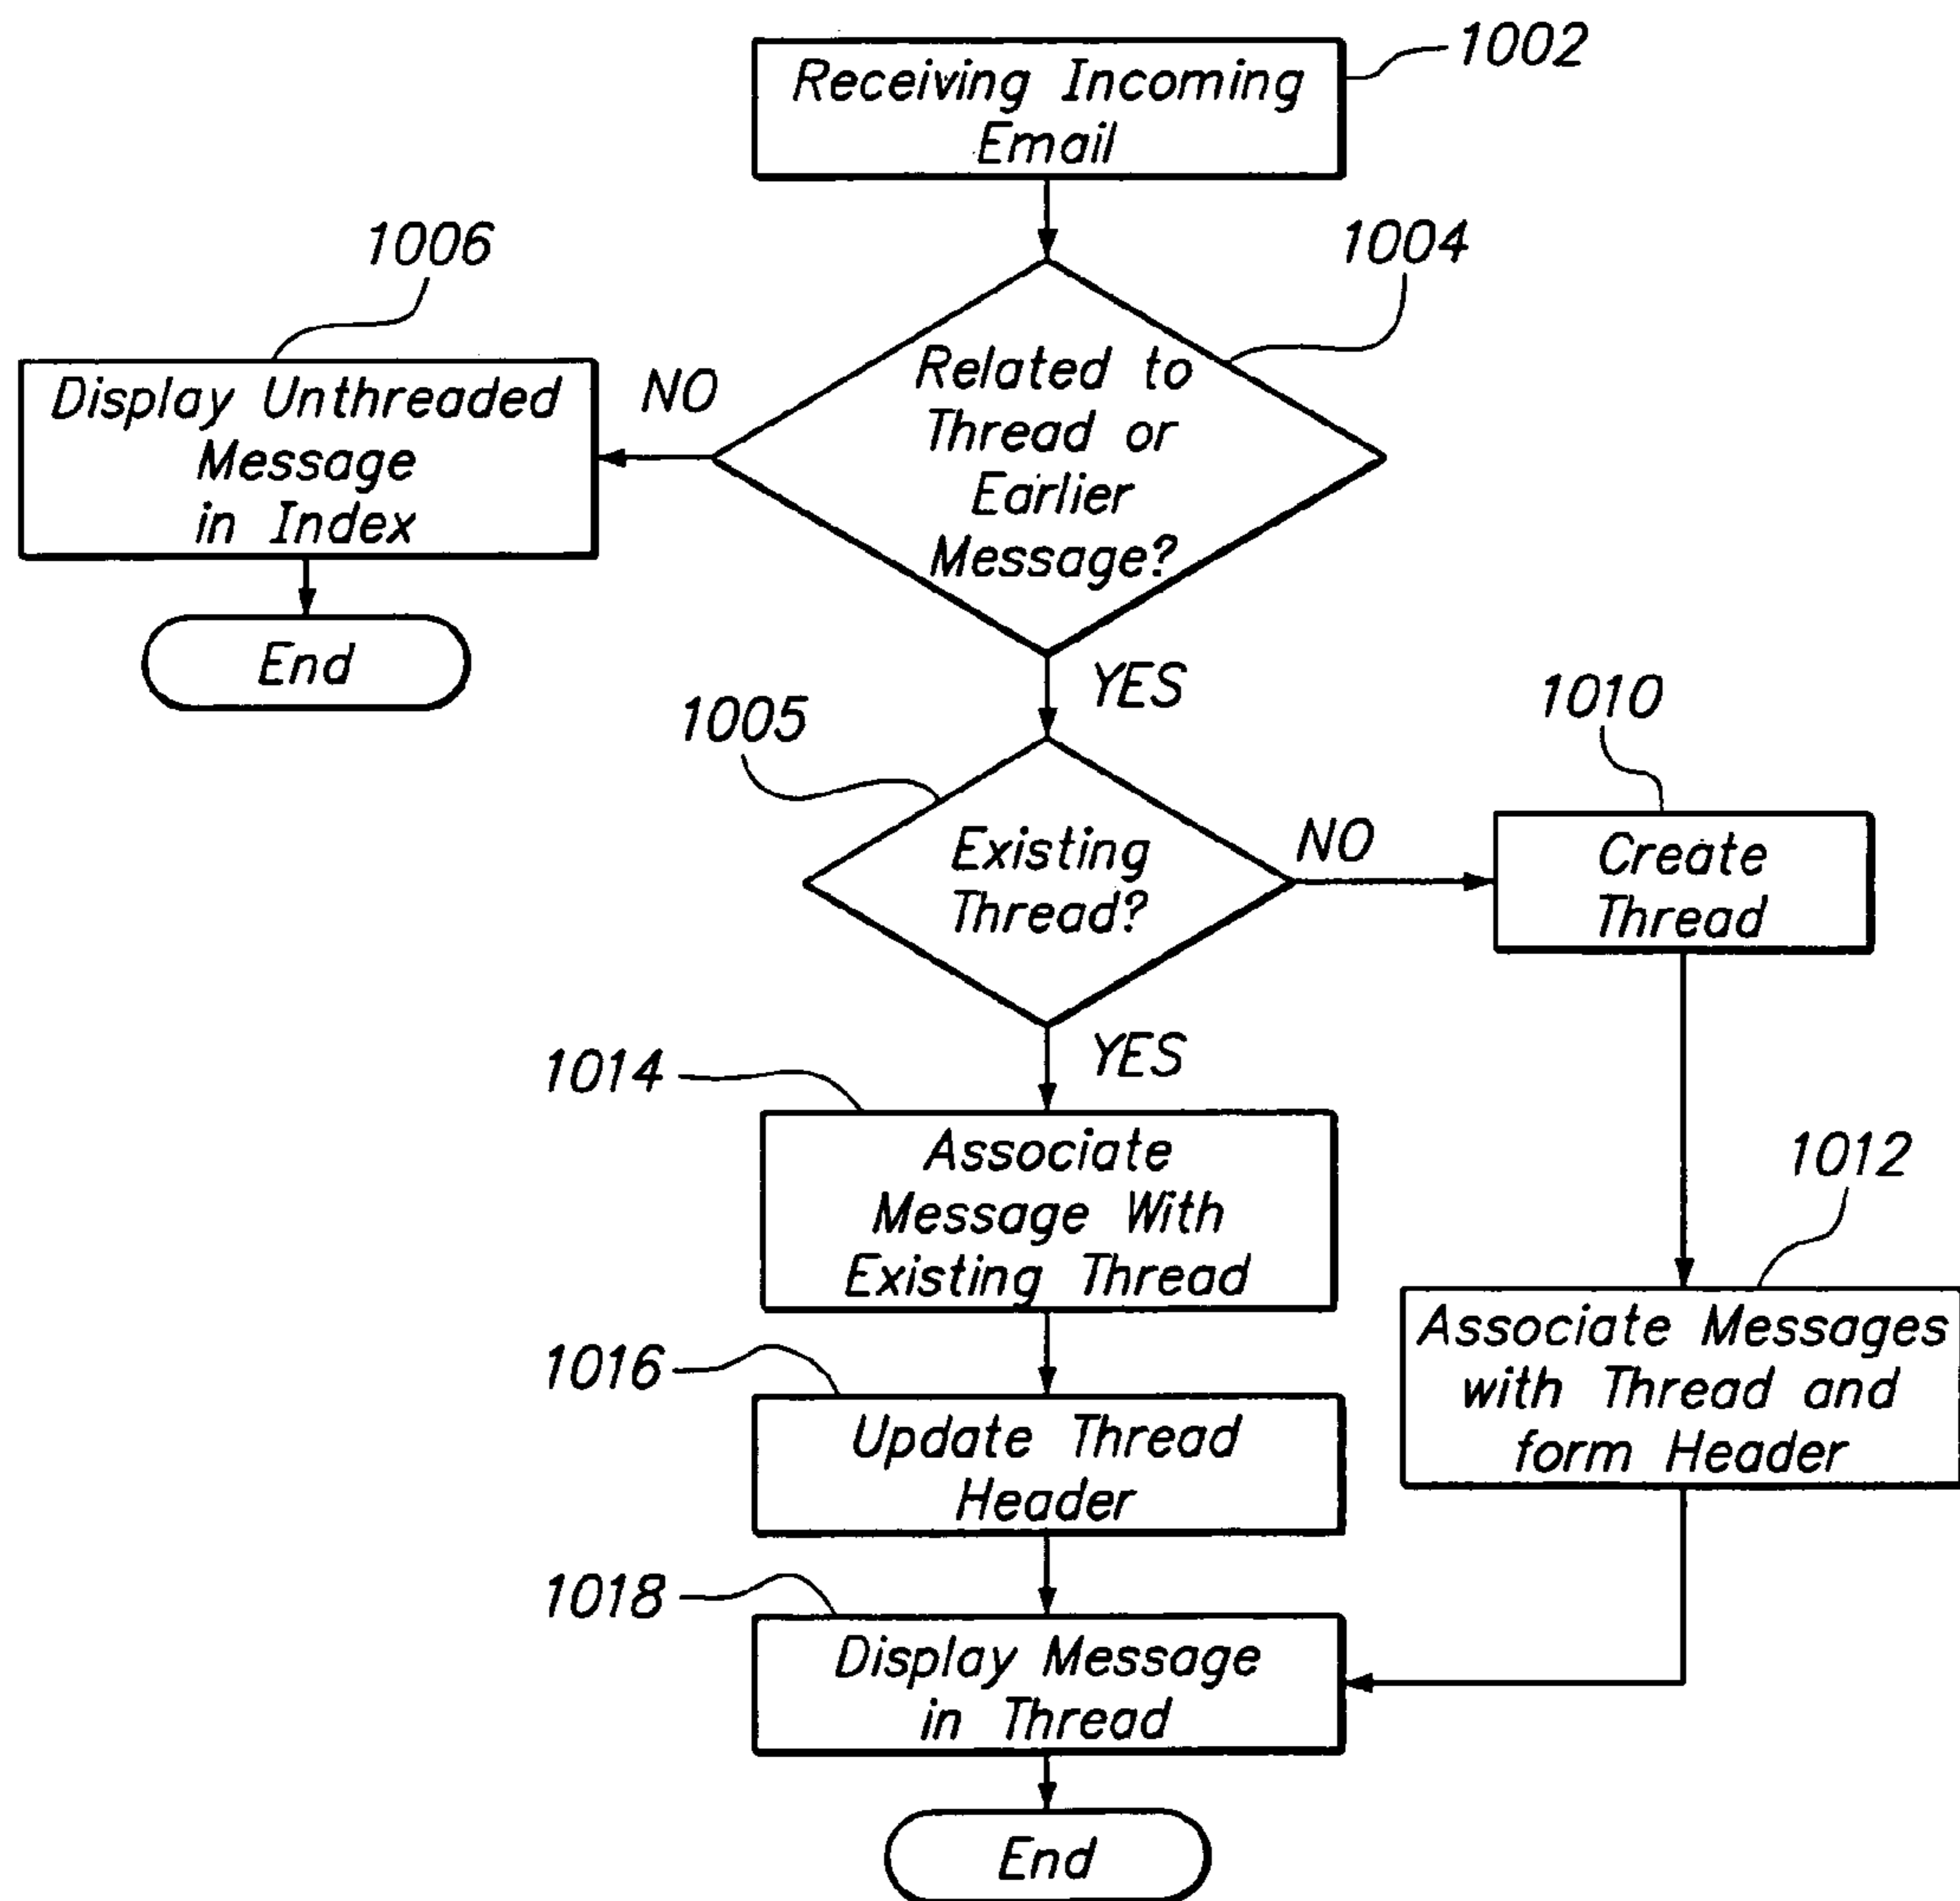 1002
Receiving Incoming
Email
1006
1004
Display Unthreaded
Message
in Index
NO
Related to
Thread or
Earlier
Message?
End
YES
1005
1010
Existing
Thread?
NO
Create
Thread
YES
1014
Associate
Message With
Existing Thread
1012
Associate Messages
with Thread and
form Header
1016
Update Thread
Header
1018
Display Message
in Thread
End